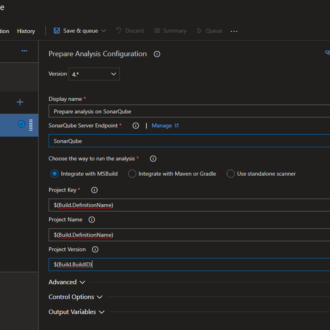 e
tion History Save & queue Discard Summary Queue ...
Prepare Analysis Configuration
Version 4.*
Display name *
Prepare analysis on SonarQube
SonarQube Server Endpoint * | Manage
SonarQube
Choose the way to run the analysis *
Integrate with MSBuild Integrate with Maven or Gradle Use standalone scanner
Project Key *
$(Build.DefinitionName)
Project Name
$(Build.DefinitionName)
Project Version
$(Build.BuildID)
Advanced
Control Options
Output Variables